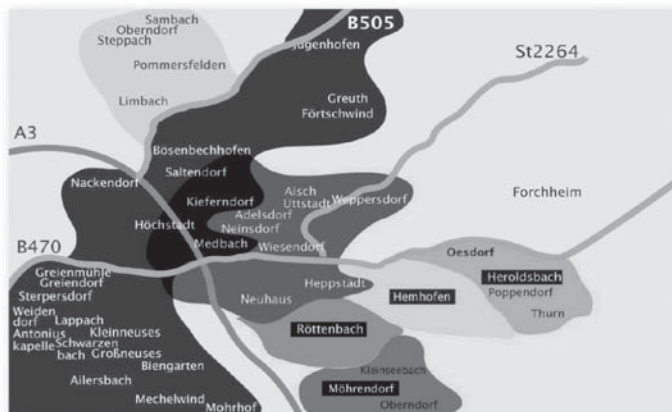 Sambach
Oberndorf
Steppach
Pommersfelden
Limbach
B505
Jugenhofen
St2264
Greuth
Förtschwind
A3
Bösenbechhofen
Saltendorf
Nackendorf
Kieferndorf
Aisch
Uttstadt
Weppersdorf
Forchheim
Adelsdorf
Neinsdorf
Höchstadt
Medbach
Wiesendorf
B470
Oesdorf
Greienmühle
Greiendorf
Sterpersdorf
Heppstädt
Heroldsbach
Poppendorf
Neuhaus
Hemhofen
Thurn
Weiden
dorf
Lappach
Antonius
kapelle
Kleinneuses
Schwarzen
bach
Großneuses
Röttenbach
Biengarten
Ailersbach
Kleinseebach
Möhrendorf
Mechelwind
Mohrhof
Oberndorf